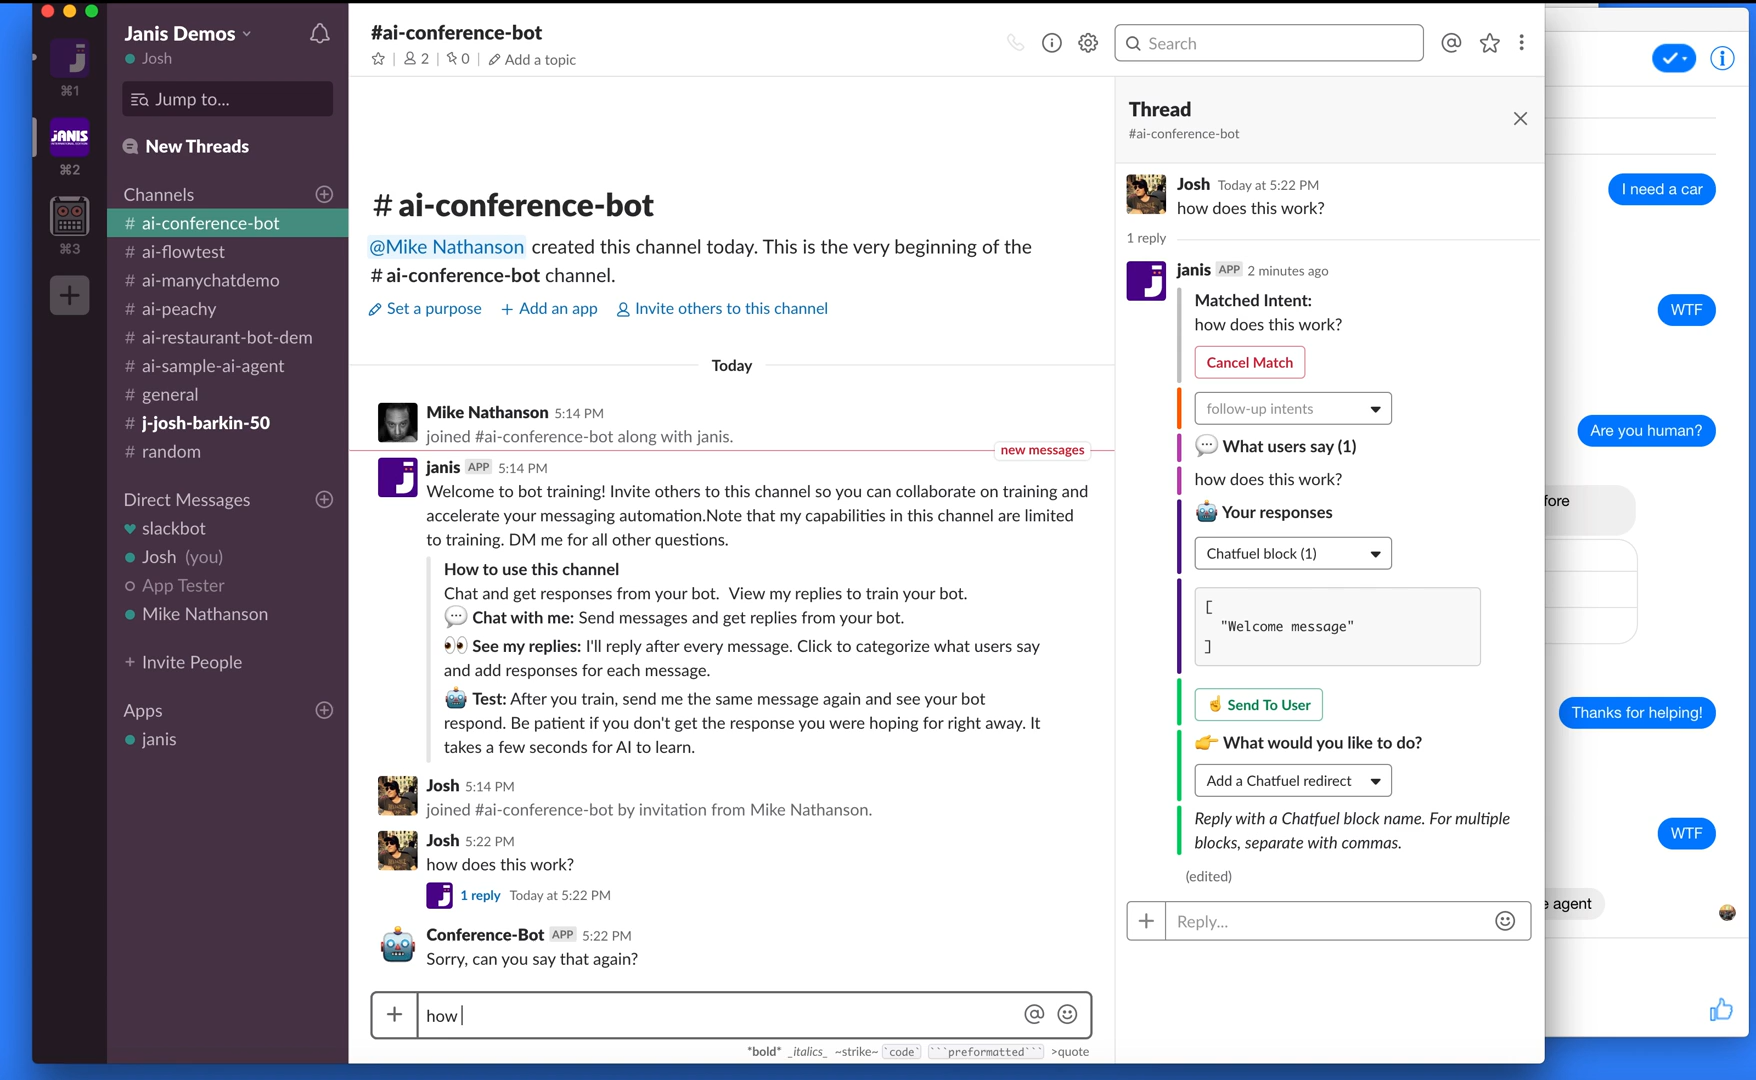 Janis Demos
Josh
Jump to...
New Threads
Channels
# ai-conference-bot
# ai-flowtest
# ai-manychatdemo
# ai-peachy
# ai-restaurant-bot-dem
# ai-sample-ai-agent
# general
# j-josh-barkin-50
# random
Direct Messages
slackbot
Josh (you)
App Tester
Mike Nathanson
+ Invite People
Apps
janis
⌘1
JANIS
⌘2
⌘3
#ai-conference-bot
2 | 0 | Add a topic
Search
# ai-conference-bot
@Mike Nathanson created this channel today. This is the very beginning of the
# ai-conference-bot channel.
Set a purpose + Add an app Invite others to this channel
Today
Mike Nathanson 5:14 PM
joined #ai-conference-bot along with janis.
new messages
janis APP 5:14 PM
Welcome to bot training! Invite others to this channel so you can collaborate on training and
accelerate your messaging automation.Note that my capabilities in this channel are limited
to training. DM me for all other questions.
How to use this channel
Chat and get responses from your bot. View my replies to train your bot.
💬 Chat with me: Send messages and get replies from your bot.
👀 See my replies: I'll reply after every message. Click to categorize what users say
and add responses for each message.
🤖 Test: After you train, send me the same message again and see your bot
respond. Be patient if you don't get the response you were hoping for right away. It
takes a few seconds for AI to learn.
Josh 5:14 PM
joined #ai-conference-bot by invitation from Mike Nathanson.
Josh 5:22 PM
how does this work?
1 reply Today at 5:22 PM
Conference-Bot APP 5:22 PM
Sorry, can you say that again?
how
*bold* _italics_ ~strike~ `code` ```preformatted``` >quote
Thread
#ai-conference-bot
Josh Today at 5:22 PM
how does this work?
1 reply
janis APP 2 minutes ago
Matched Intent:
how does this work?
Cancel Match
follow-up intents
💬 What users say (1)
how does this work?
🤖 Your responses
Chatfuel block (1)
[
"Welcome message"
]
☝ Send To User
👉 What would you like to do?
Add a Chatfuel redirect
Reply with a Chatfuel block name. For multiple
blocks, separate with commas.
(edited)
Reply...
I need a car
WTF
Are you human?
fore
Thanks for helping!
WTF
e agent